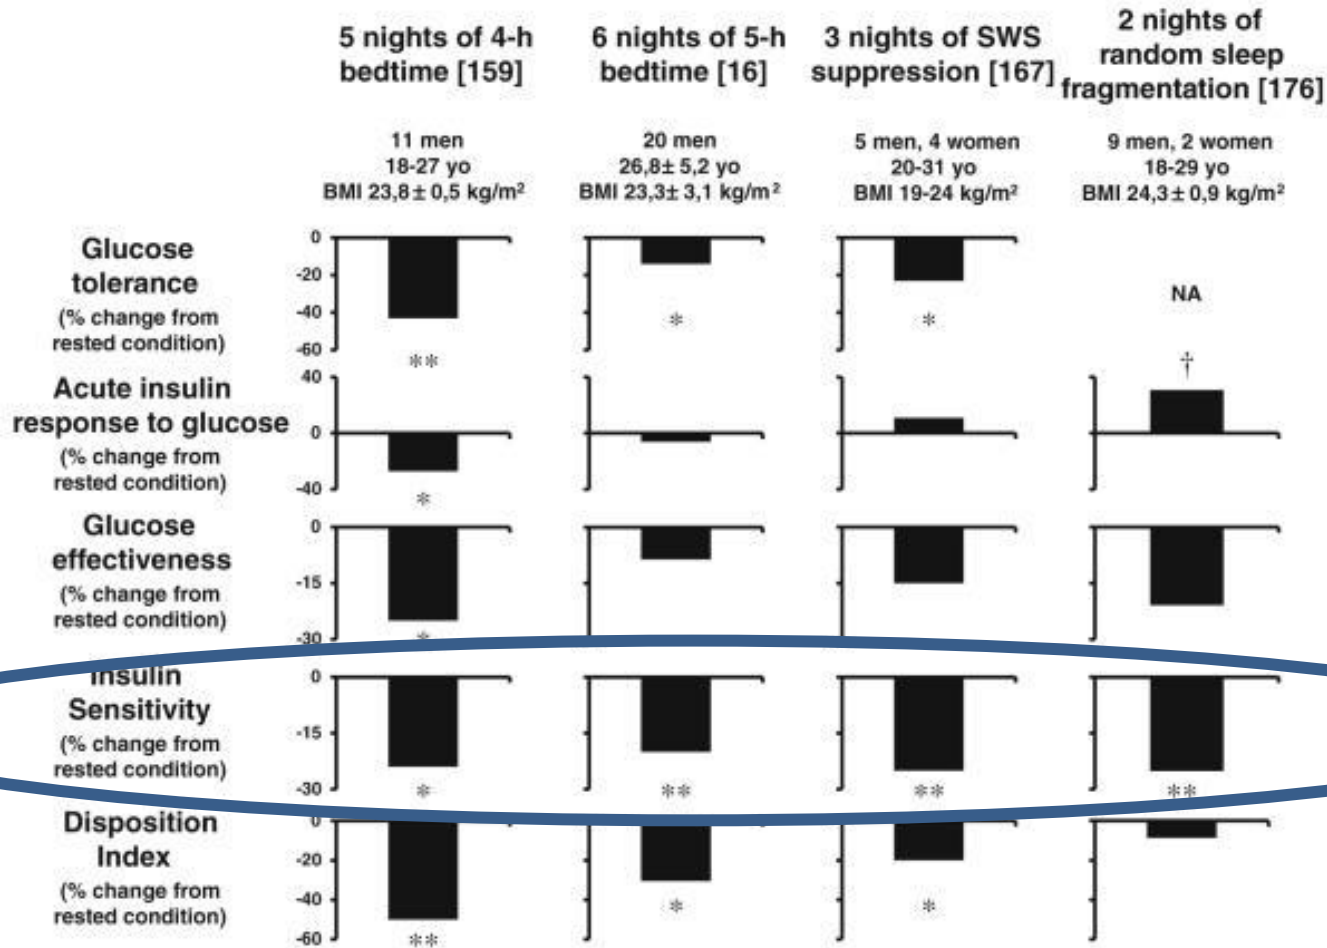 5 nights of 4-h
bedtime [159]
6 nights of 5-h
bedtime [16]
3 nights of SWS
suppression [167]
2 nights of
random sleep
fragmentation [176]
11 men
18-27 yo
BMI 23,8± 0,5 kg/m²
20 men
26,8± 5,2 yo
BMI 23,3± 3,1 kg/m²
5 men, 4 women
20-31 yo
BMI 19-24 kg/m²
9 men, 2 women
18-29 yo
BMI 24,3± 0,9 kg/m²
Glucose
tolerance
(% change from
rested condition)
0
-20
-40
-60
**
*
*
NA
Acute insulin
response to glucose
(% change from
rested condition)
40
0
-40
*
†
Glucose
effectiveness
(% change from
rested condition)
0
-15
-30
*
Insulin
Sensitivity
(% change from
rested condition)
0
-15
-30
*
**
**
**
Disposition
Index
(% change from
rested condition)
0
-20
-40
-60
**
*
*